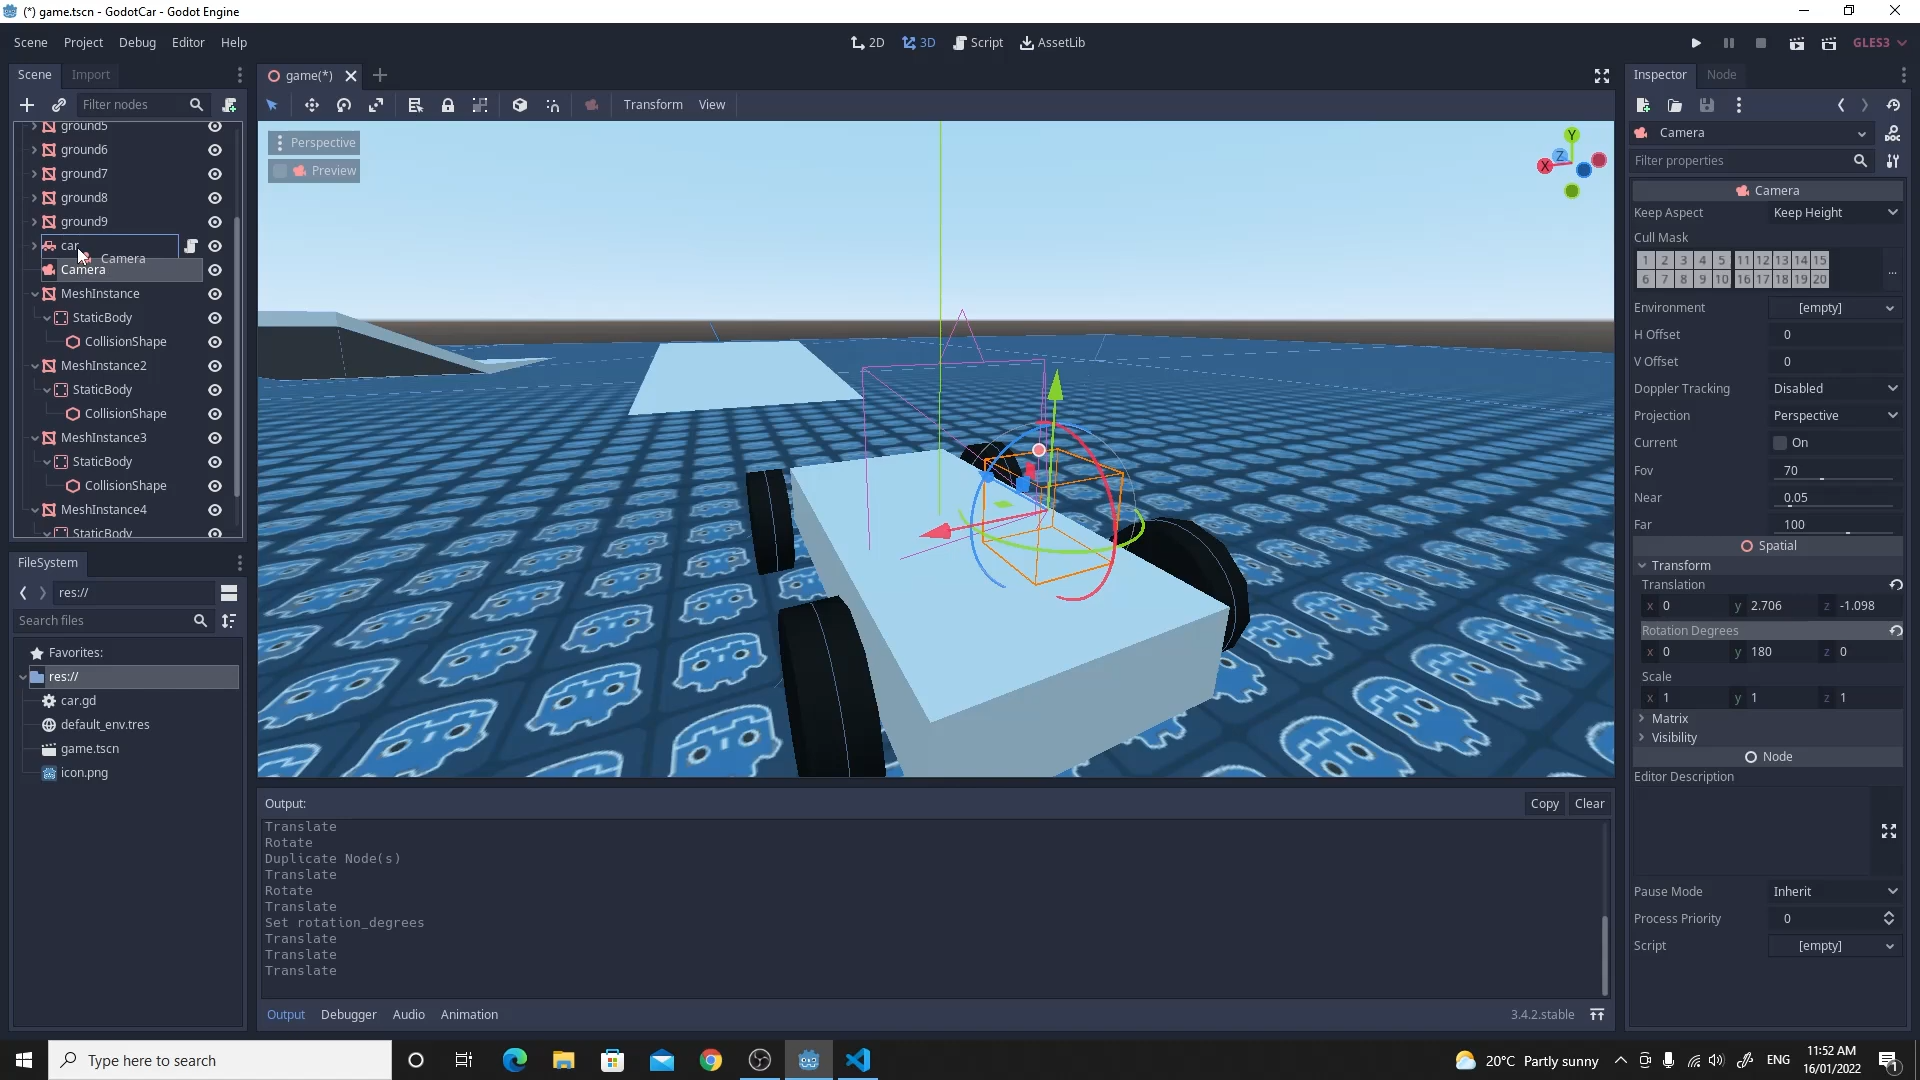 (*) game.tscn - GodotCar - Godot Engine
Scene Project Debug Editor Help
2D 3D Script AssetLib
GLES3
Scene Import
game(*)
Inspector Node
Filter nodes
Transform View
ground5
ground6
ground7
ground8
ground9
car
Camera
Camera
MeshInstance
StaticBody
CollisionShape
MeshInstance2
StaticBody
CollisionShape
MeshInstance3
StaticBody
CollisionShape
MeshInstance4
StaticBody
FileSystem
res://
Search files
Favorites:
res://
car.gd
default_env.tres
game.tscn
icon.png
Perspective
Preview
Y
Z
X
Output:
Copy Clear
Translate
Rotate
Duplicate Node(s)
Translate
Rotate
Translate
Set rotation_degrees
Translate
Translate
Translate
Output Debugger Audio Animation
3.4.2.stable
Camera
Filter properties
Camera
Keep Aspect Keep Height
Cull Mask
1 2 3 4 5 11 12 13 14 15
6 7 8 9 10 16 17 18 19 20
...
Environment [empty]
H Offset 0
V Offset 0
Doppler Tracking Disabled
Projection Perspective
Current On
Fov 70
Near 0.05
Far 100
Spatial
Transform
Translation
x 0 y 2.706 z -1.098
Rotation Degrees
x 0 y 180 z 0
Scale
x 1 y 1 z 1
Matrix
Visibility
Node
Editor Description
Pause Mode Inherit
Process Priority 0
Script [empty]
Type here to search
20°C Partly sunny
ENG
11:52 AM
16/01/2022
1